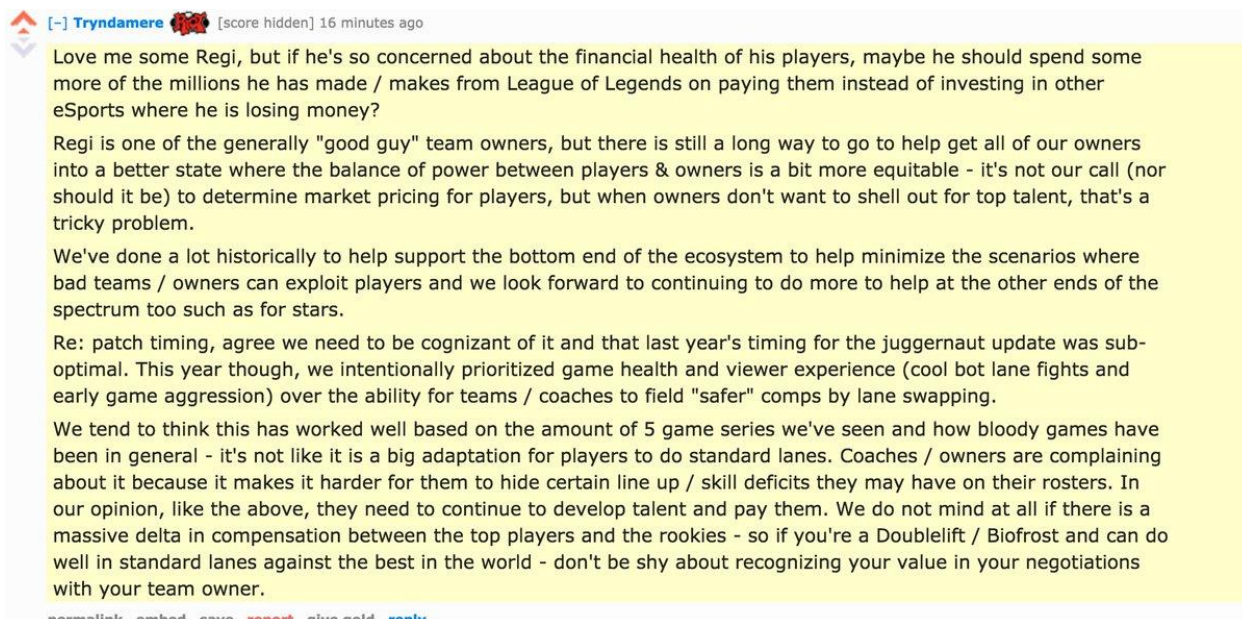 [–] Tryndamere RIOT [score hidden] 16 minutes ago
Love me some Regi, but if he's so concerned about the financial health of his players, maybe he should spend some
more of the millions he has made / makes from League of Legends on paying them instead of investing in other
eSports where he is losing money?
Regi is one of the generally "good guy" team owners, but there is still a long way to go to help get all of our owners
into a better state where the balance of power between players & owners is a bit more equitable - it's not our call (nor
should it be) to determine market pricing for players, but when owners don't want to shell out for top talent, that's a
tricky problem.
We've done a lot historically to help support the bottom end of the ecosystem to help minimize the scenarios where
bad teams / owners can exploit players and we look forward to continuing to do more to help at the other ends of the
spectrum too such as for stars.
Re: patch timing, agree we need to be cognizant of it and that last year's timing for the juggernaut update was sub-
optimal. This year though, we intentionally prioritized game health and viewer experience (cool bot lane fights and
early game aggression) over the ability for teams / coaches to field "safer" comps by lane swapping.
We tend to think this has worked well based on the amount of 5 game series we've seen and how bloody games have
been in general - it's not like it is a big adaptation for players to do standard lanes. Coaches / owners are complaining
about it because it makes it harder for them to hide certain line up / skill deficits they may have on their rosters. In
our opinion, like the above, they need to continue to develop talent and pay them. We do not mind at all if there is a
massive delta in compensation between the top players and the rookies - so if you're a Doublelift / Biofrost and can do
well in standard lanes against the best in the world - don't be shy about recognizing your value in your negotiations
with your team owner.
permalink embed save report give gold reply